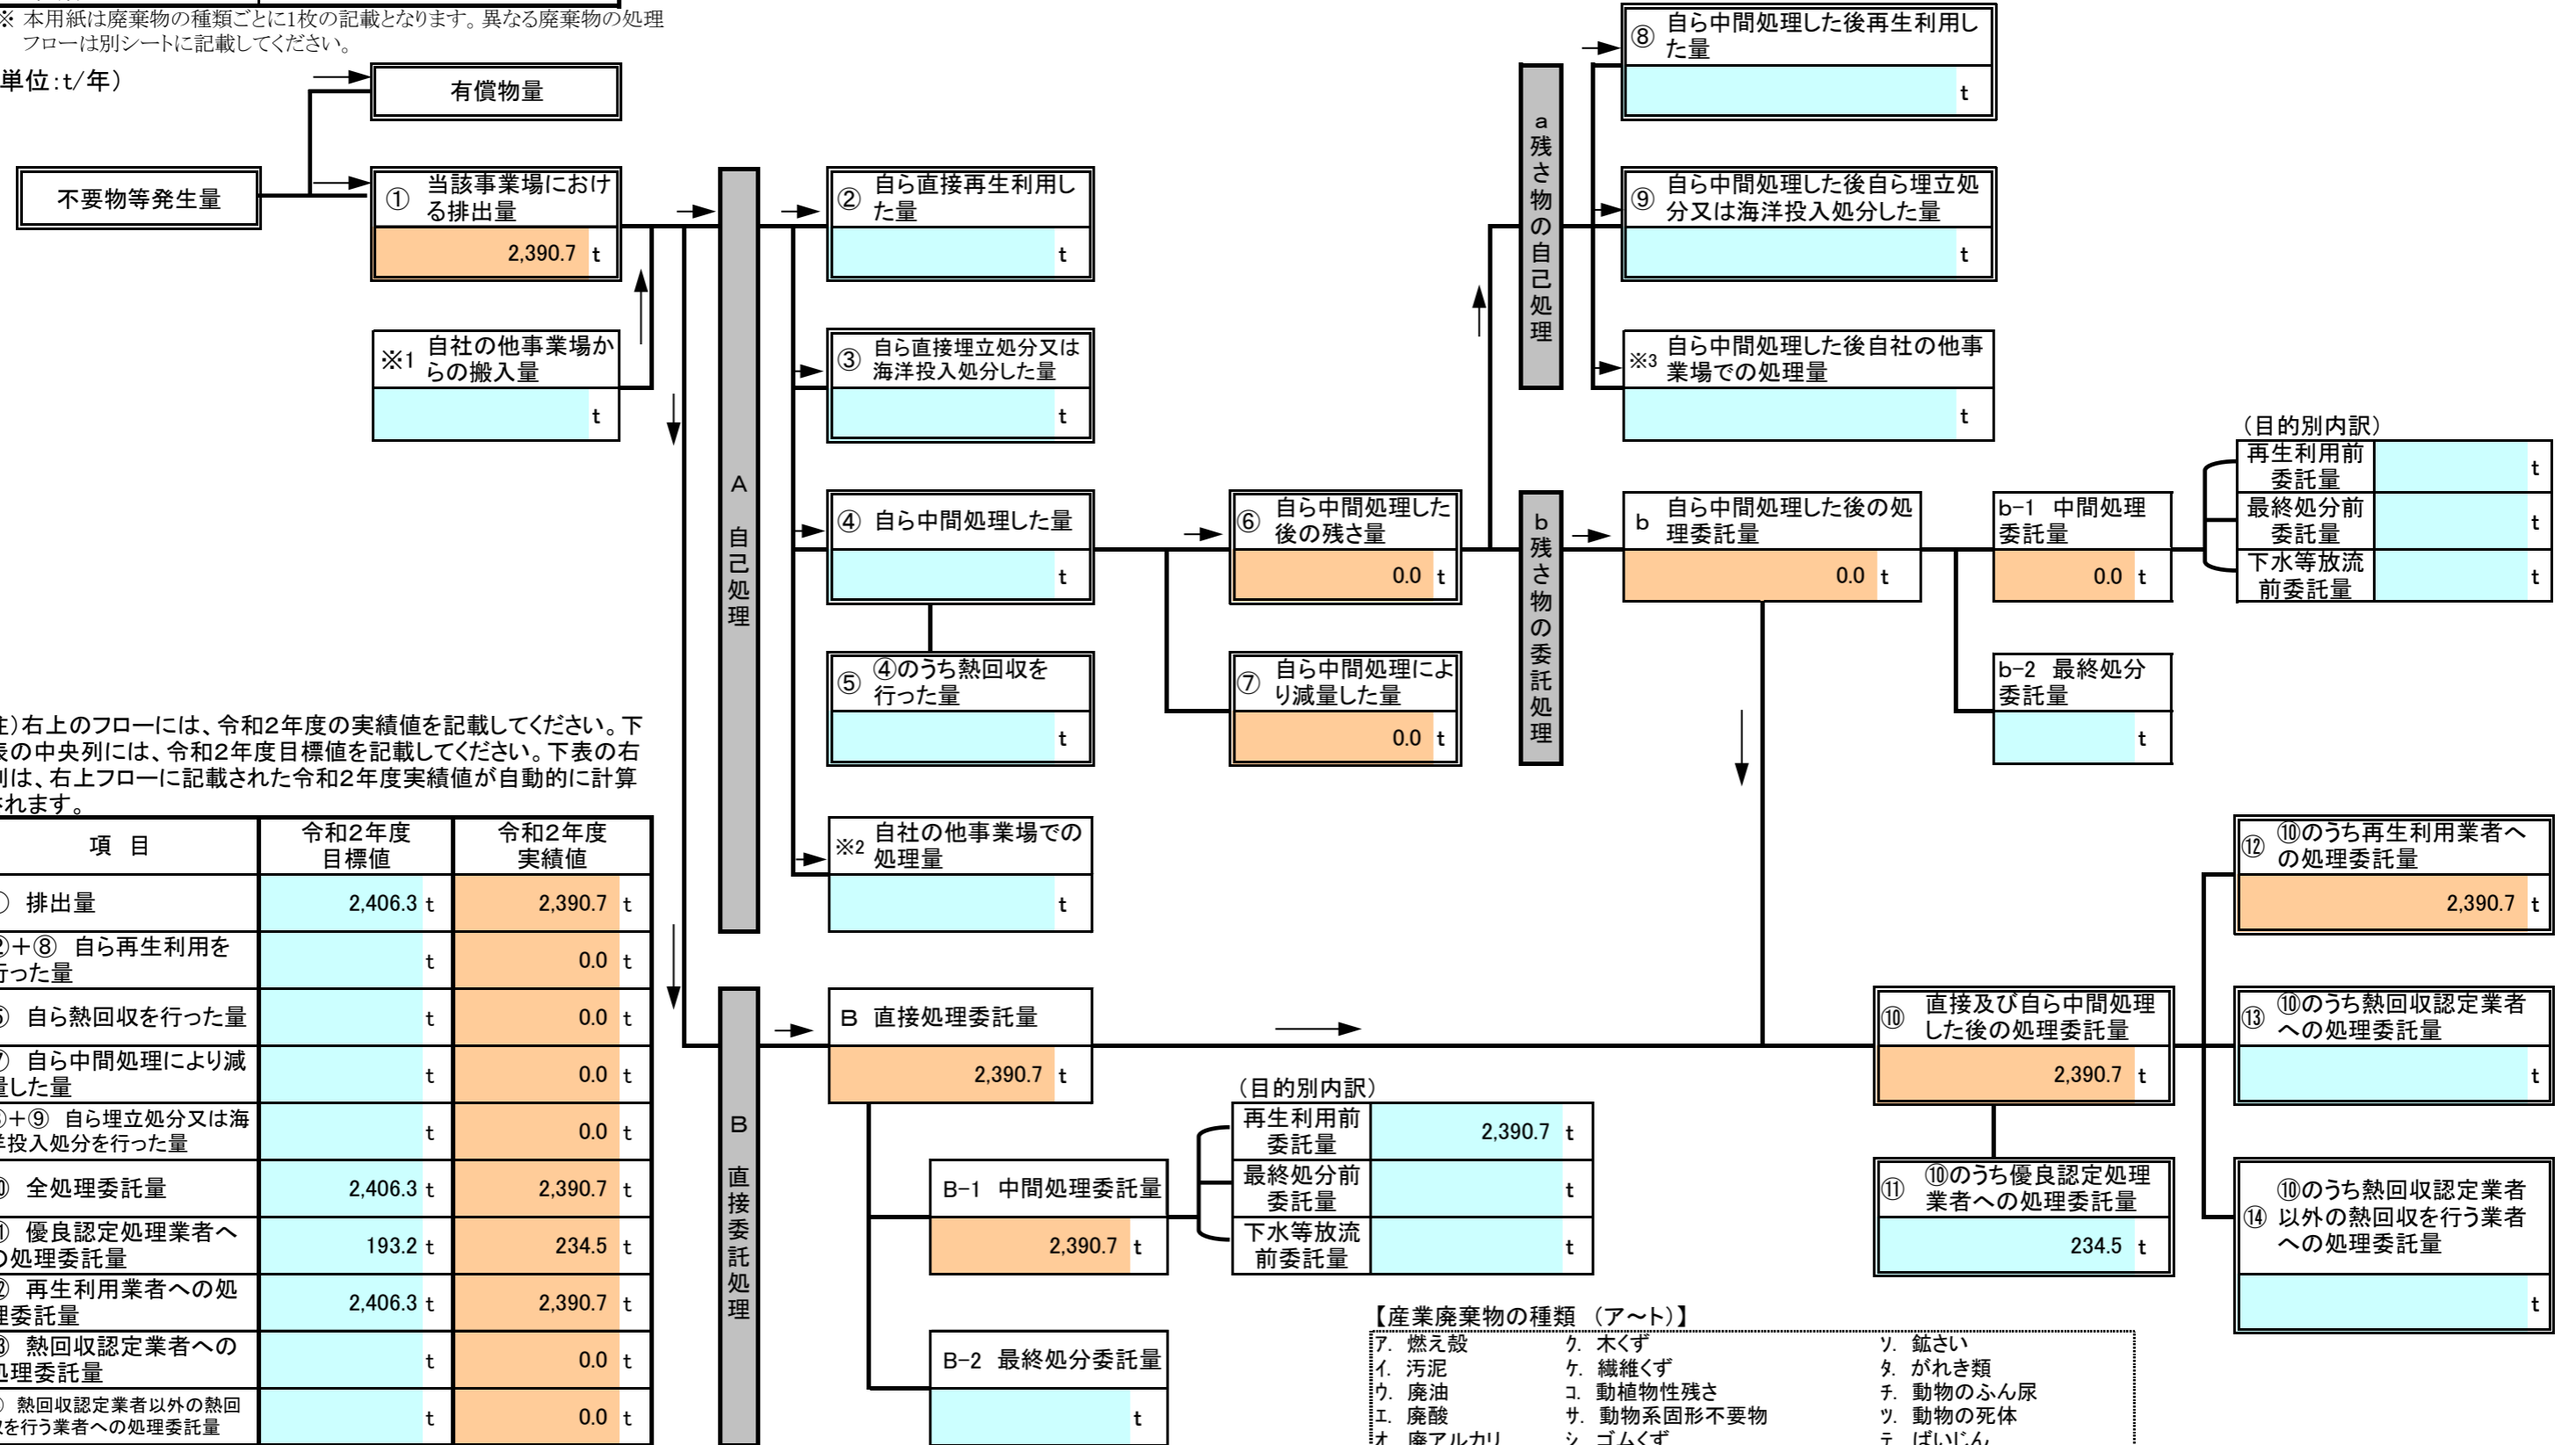 ※ 本用紙は廃棄物の種類ごとに1枚の記載となります。異なる廃棄物の処理
フローは別シートに記載してください。
単位:t/年)
有償物量
不要物等発生量
① 当該事業場におけ
る排出量
2,390.7 t
※1 自社の他事業場か
らの搬入量
t
A 自己処理
② 自ら直接再生利用し
た量
t
③ 自ら直接埋立処分又は
海洋投入処分した量
t
④ 自ら中間処理した量
t
⑤ ④のうち熱回収を
行った量
t
※2 自社の他事業場での
処理量
t
⑥ 自ら中間処理した
後の残さ量
0.0 t
⑦ 自ら中間処理によ
り減量した量
0.0 t
a残さ物の自己処理
⑧ 自ら中間処理した後再生利用し
た量
t
⑨ 自ら中間処理した後自ら埋立処
分又は海洋投入処分した量
t
※3 自ら中間処理した後自社の他事
業場での処理量
t
b残さ物の委託処理
b 自ら中間処理した後の処
理委託量
0.0 t
b-1 中間処理
委託量
0.0 t
b-2 最終処分
委託量
t
(目的別内訳)
再生利用前
委託量
t
最終処分前
委託量
t
下水等放流
前委託量
t
注)右上のフローには、令和2年度の実績値を記載してください。下
表の中央列には、令和2年度目標値を記載してください。下表の右
列は、右上フローに記載された令和2年度実績値が自動的に計算
されます。
項 目
令和2年度
目標値
令和2年度
実績値
① 排出量 2,406.3 t 2,390.7 t
②+⑧ 自ら再生利用を
行った量
t 0.0 t
⑤ 自ら熱回収を行った量 t 0.0 t
⑦ 自ら中間処理により減
量した量
t 0.0 t
③+⑨ 自ら埋立処分又は海
洋投入処分を行った量
t 0.0 t
⑩ 全処理委託量 2,406.3 t 2,390.7 t
⑪ 優良認定処理業者へ
の処理委託量
193.2 t 234.5 t
⑫ 再生利用業者への処
理委託量
2,406.3 t 2,390.7 t
⑬ 熱回収認定業者への
処理委託量
t 0.0 t
⑭ 熱回収認定業者以外の熱回
収を行う業者への処理委託量
t 0.0 t
B 直接委託処理
B 直接処理委託量
2,390.7 t
B-1 中間処理委託量
2,390.7 t
B-2 最終処分委託量
t
(目的別内訳)
再生利用前
委託量
2,390.7 t
最終処分前
委託量
t
下水等放流
前委託量
t
⑩ 直接及び自ら中間処理
した後の処理委託量
2,390.7 t
⑪ ⑩のうち優良認定処理
業者への処理委託量
234.5 t
⑫ ⑩のうち再生利用業者へ
の処理委託量
2,390.7 t
⑬ ⑩のうち熱回収認定業者
への処理委託量
t
⑭ ⑩のうち熱回収認定業者
以外の熱回収を行う業者
への処理委託量
t
【産業廃棄物の種類 (ア~ト)】
ア. 燃え殻 ク. 木くず ソ. 鉱さい
イ. 汚泥 ケ. 繊維くず タ. がれき類
ウ. 廃油 コ. 動植物性残さ チ. 動物のふん尿
エ. 廃酸 サ. 動物系固形不要物 ツ. 動物の死体
オ. 廃アルカリ シ. ゴムくず テ. ばいじん